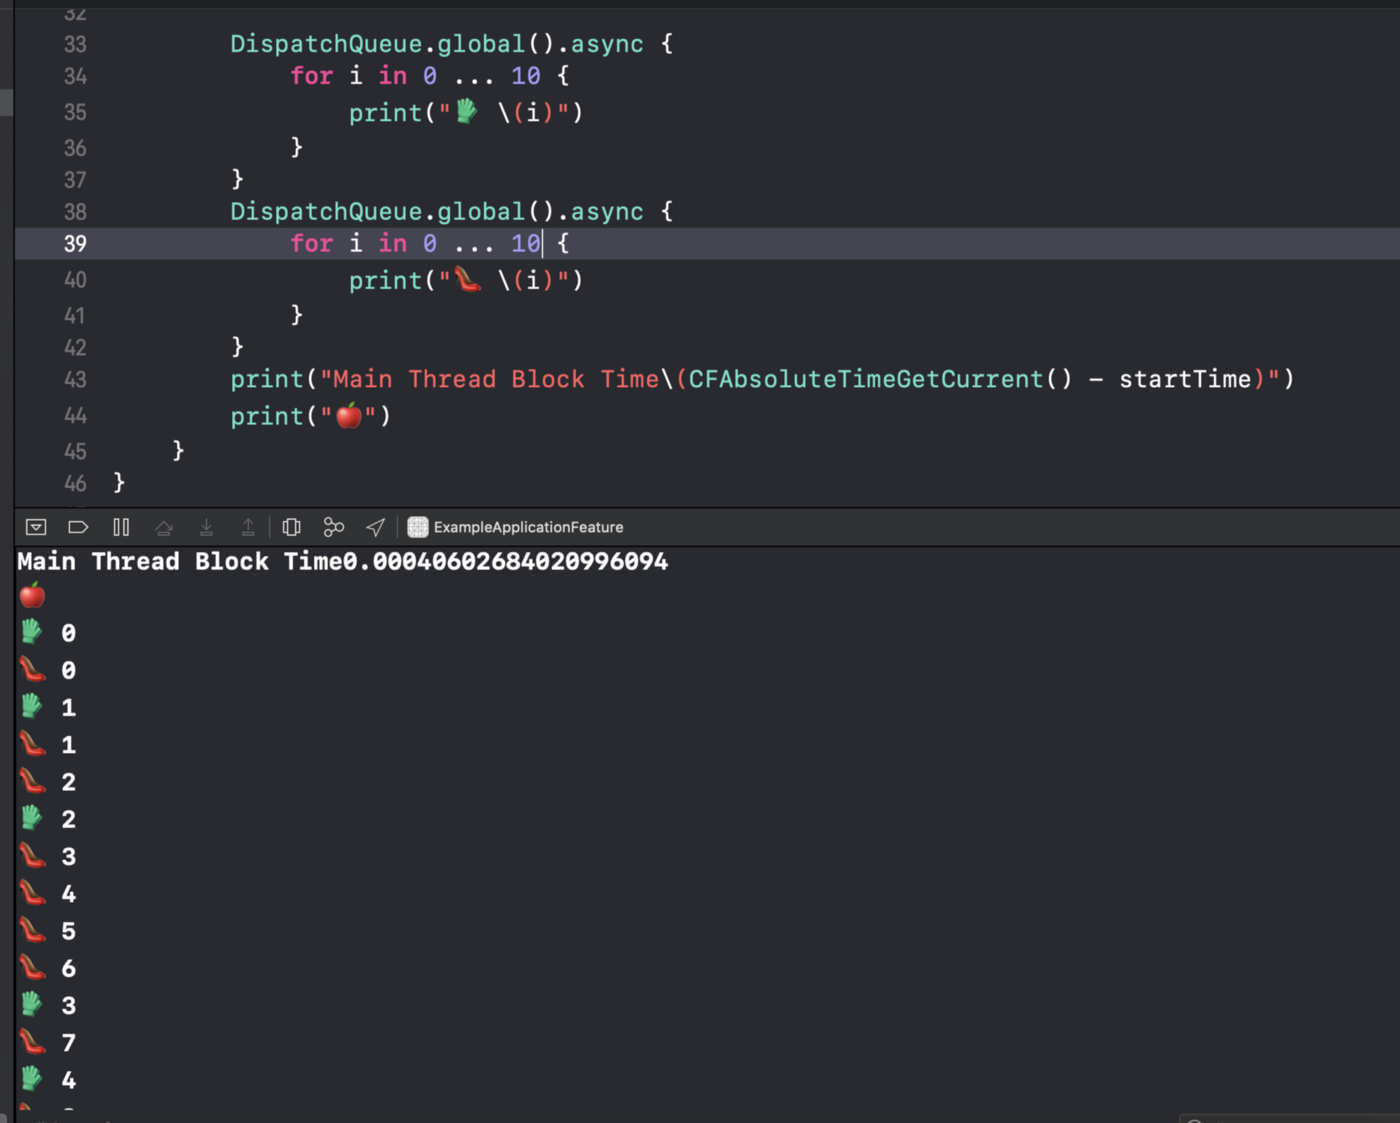 32
33 DispatchQueue.global().async {
34 for i in 0 ... 10 {
35 print("🧤 \(i)")
36 }
37 }
38 DispatchQueue.global().async {
39 for i in 0 ... 10 {
40 print("👠 \(i)")
41 }
42 }
43 print("Main Thread Block Time\(CFAbsoluteTimeGetCurrent() - startTime)")
44 print("🍎")
45 }
46 }
ExampleApplicationFeature
Main Thread Block Time0.00040602684020996094
🍎
🧤 0
👠 0
🧤 1
👠 1
👠 2
🧤 2
👠 3
👠 4
👠 5
👠 6
🧤 3
👠 7
🧤 4